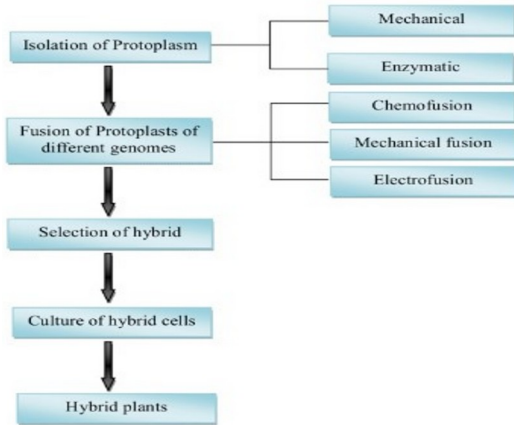 Isolation of Protoplasm
Mechanical
Enzymatic
Fusion of Protoplasts of
different genomes
Chemofusion
Mechanical fusion
Electrofusion
Selection of hybrid
Culture of hybrid cells
Hybrid plants